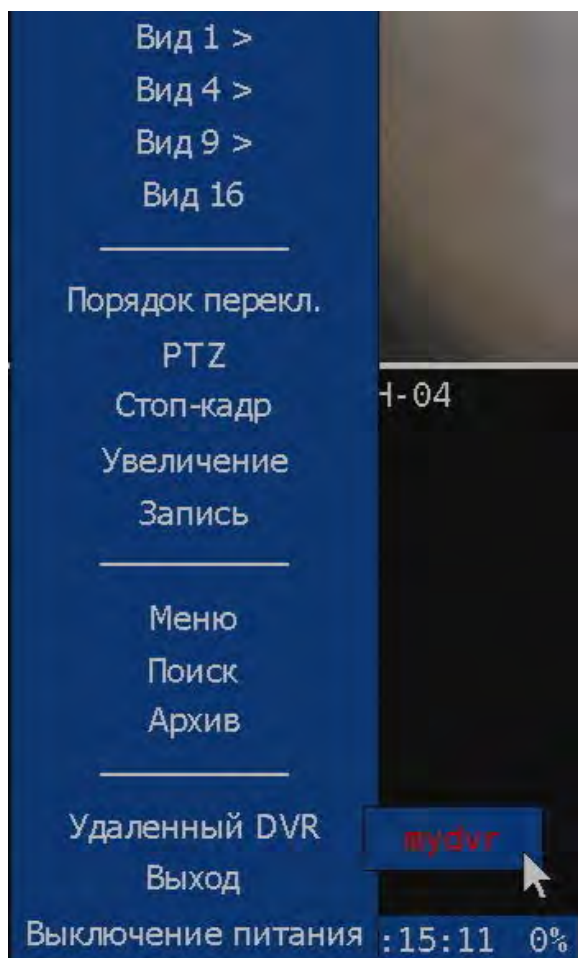 Вид 1 >
Вид 4 >
Вид 9 >
Вид 16
Порядок перекл.
PTZ
Стоп-кадр
H-04
Увеличение
Запись
Меню
Поиск
Архив
Удаленный DVR
mydvr
Выход
Выключение питания
:15:11 0%